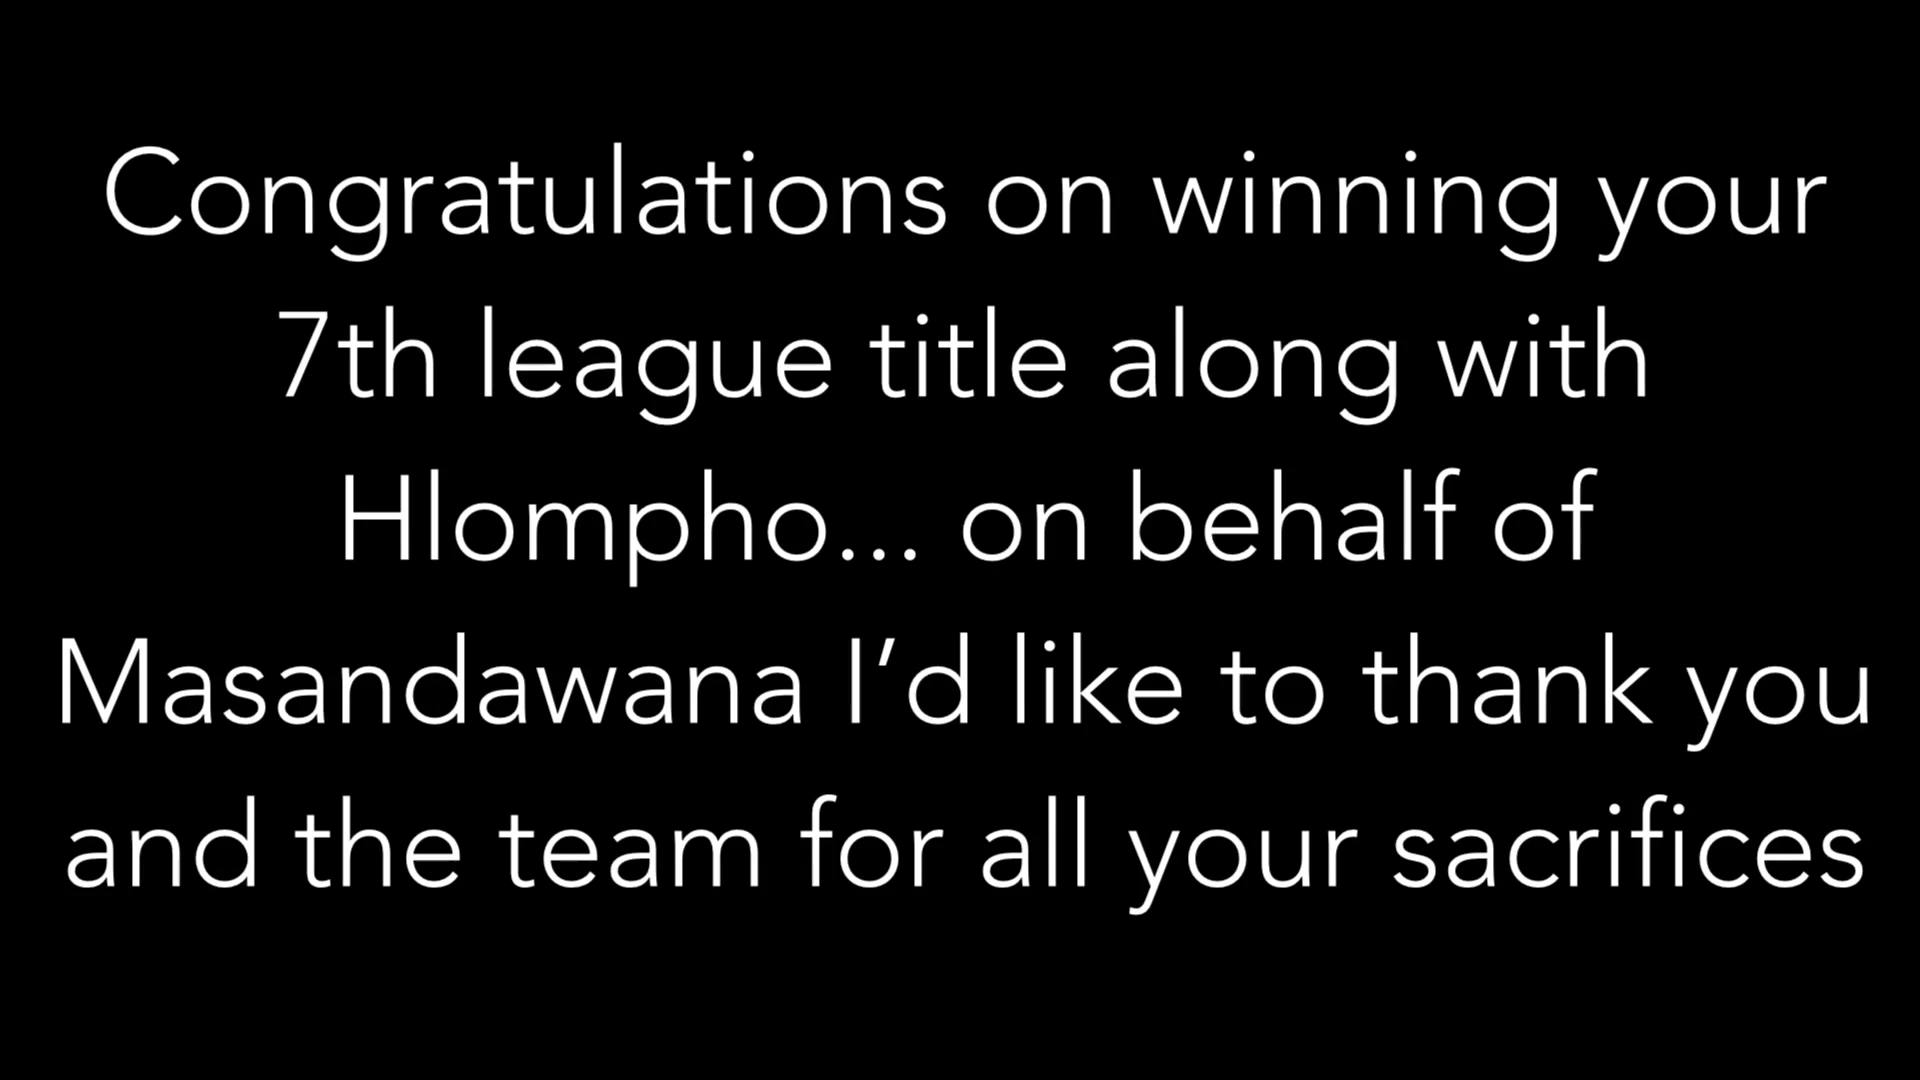 Congratulations on winning your
7th league title along with
Hlompho... on behalf of
Masandawana I’d like to thank you
and the team for all your sacrifices